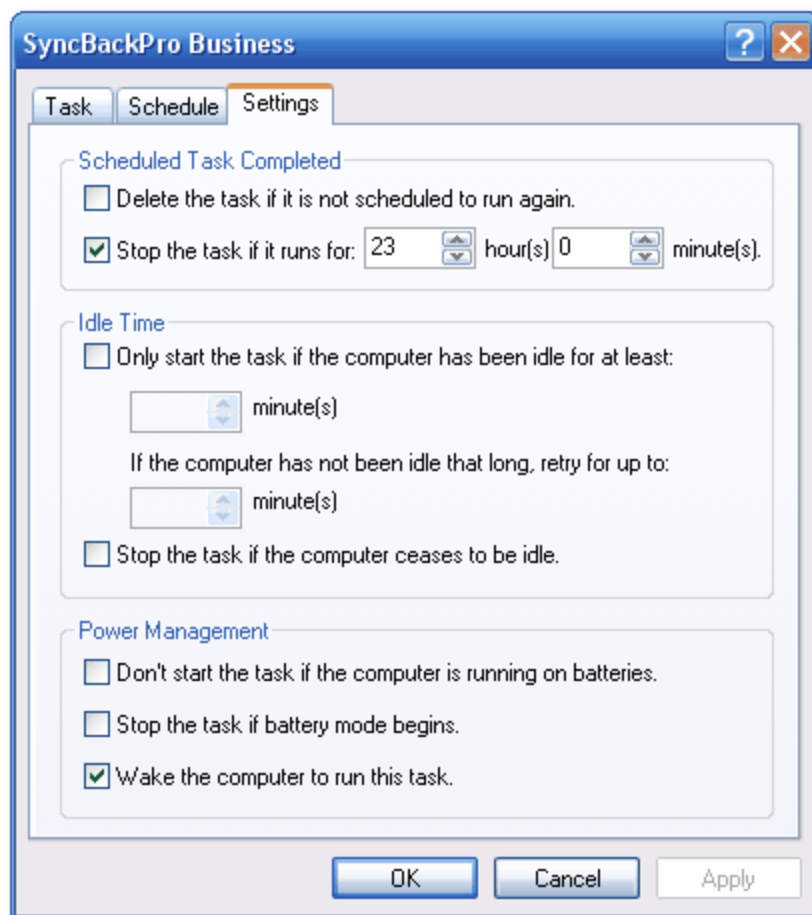 SyncBackPro Business
Task Schedule Settings
Scheduled Task Completed
Delete the task if it is not scheduled to run again.
Stop the task if it runs for: 23 hour(s) 0 minute(s).
Idle Time
Only start the task if the computer has been idle for at least:
minute(s)
If the computer has not been idle that long, retry for up to:
minute(s)
Stop the task if the computer ceases to be idle.
Power Management
Don't start the task if the computer is running on batteries.
Stop the task if battery mode begins.
Wake the computer to run this task.
OK Cancel Apply